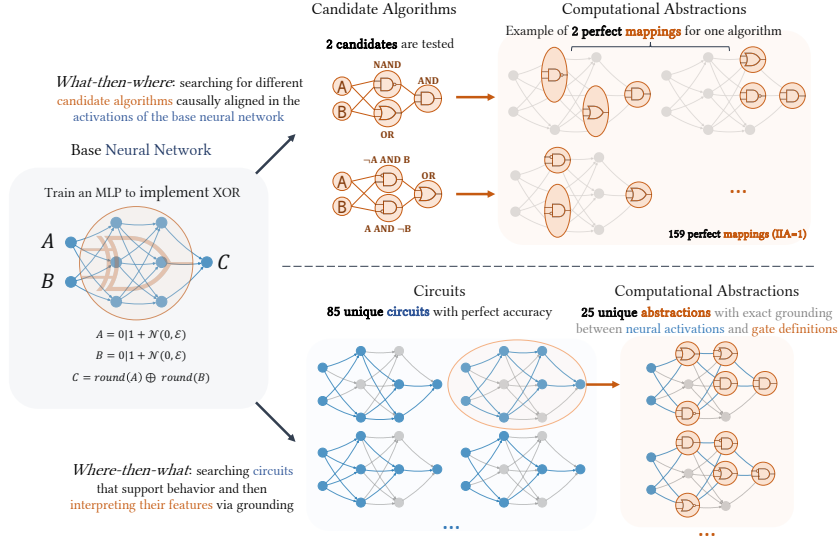 Candidate Algorithms
Computational Abstractions
2 candidates are tested
Example of 2 perfect mappings for one algorithm
What-then-where: searching for different
candidate algorithms causally aligned in the
activations of the base neural network
NAND
A
B
AND
OR
¬A AND B
A
B
OR
A AND ¬B
...
159 perfect mappings (IIA=1)
Base Neural Network
Train an MLP to implement XOR
A
B
C
A = 0|1 + 𝒩(0, ℰ)
B = 0|1 + 𝒩(0, ℰ)
C = round(A) ⊕ round(B)
Where-then-what: searching circuits
that support behavior and then
interpreting their features via grounding
Circuits
85 unique circuits with perfect accuracy
...
Computational Abstractions
25 unique abstractions with exact grounding
between neural activations and gate definitions
...